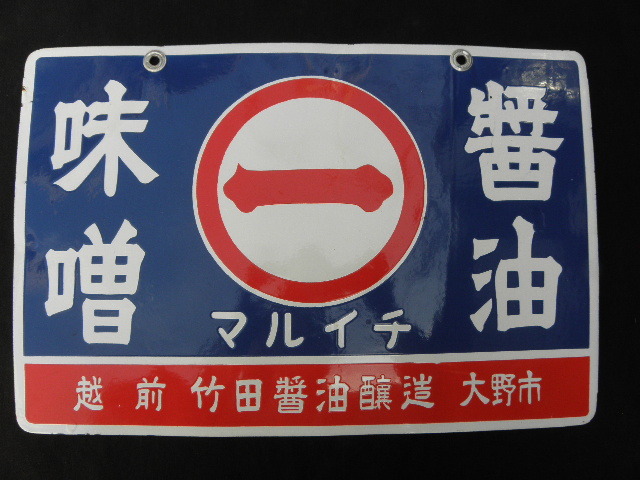 醤油
味噌
一
マルイチ
越前 竹田醤油醸造 大野市